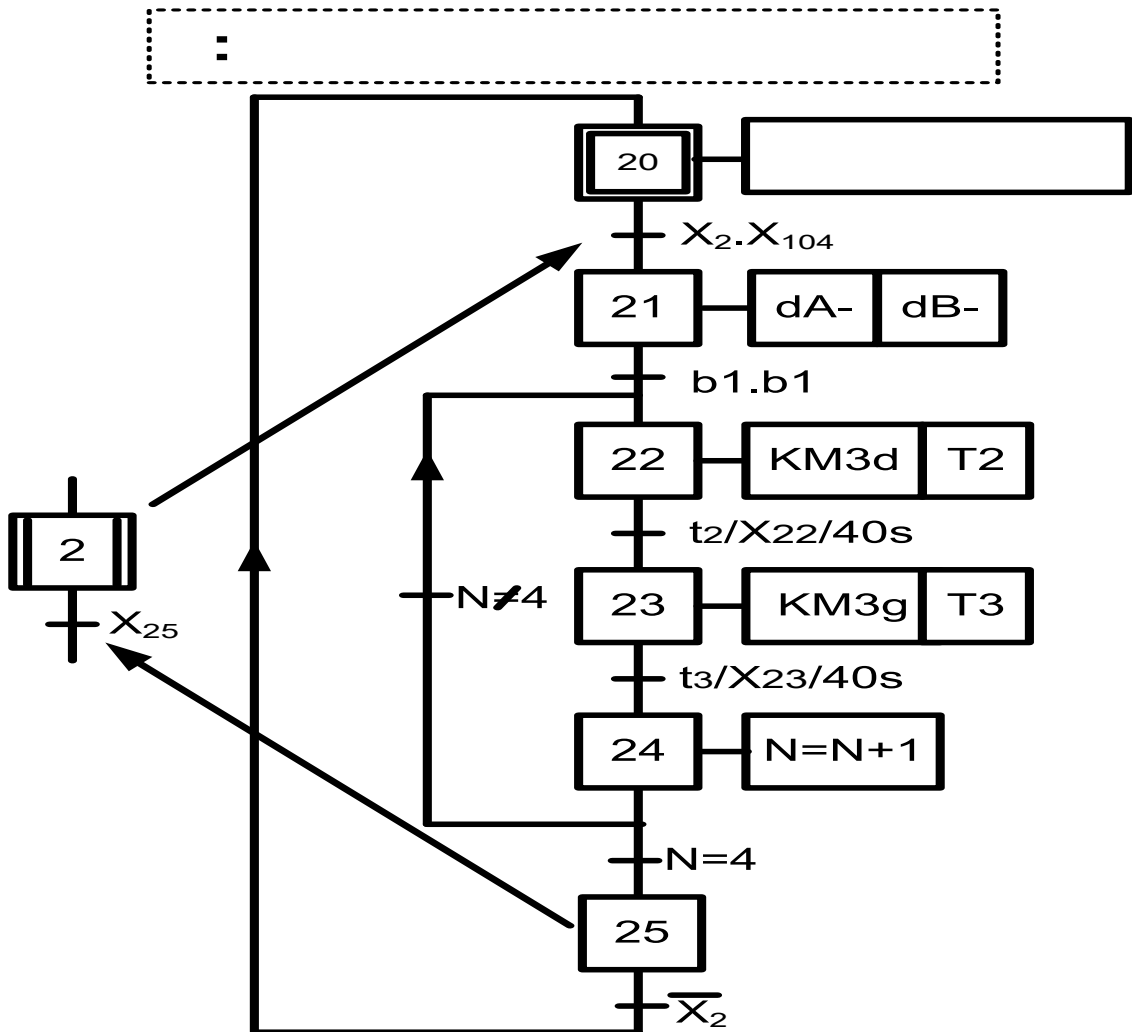 :
20
X₂.X₁₀₄
21 dA- dB-
b1.b1
22 KM3d T2
t2/X22/40s
2
N≠4
23 KM3g T3
X₂₅
t3/X23/40s
24 N=N+1
N=4
25
X̅₂